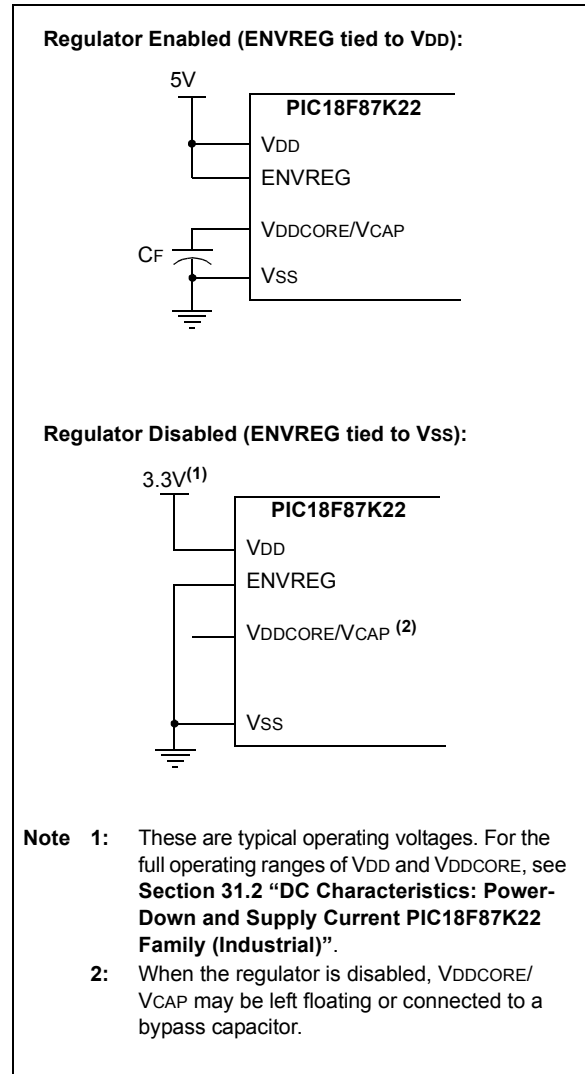 Regulator Enabled (ENVREG tied to VDD):
5V
PIC18F87K22
VDD
ENVREG
VDDCORE/VCAP
CF
VSS
Regulator Disabled (ENVREG tied to VSS):
3.3V(1)
PIC18F87K22
VDD
ENVREG
VDDCORE/VCAP (2)
VSS
Note 1: These are typical operating voltages. For the
full operating ranges of VDD and VDDCORE, see
Section 31.2 “DC Characteristics: Power-
Down and Supply Current PIC18F87K22
Family (Industrial)”.
2: When the regulator is disabled, VDDCORE/
VCAP may be left floating or connected to a
bypass capacitor.